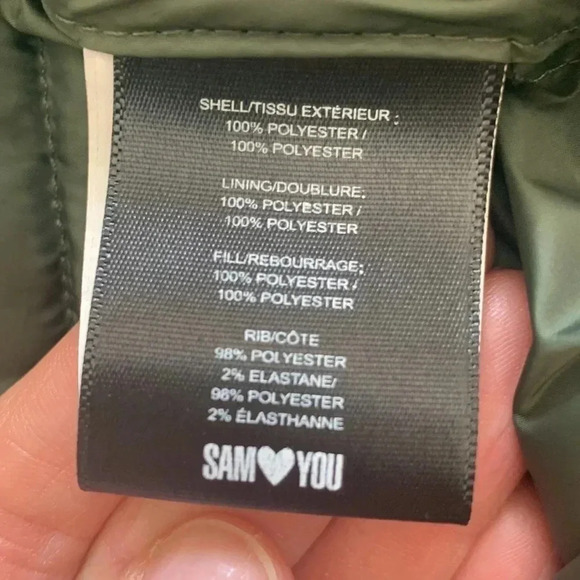 SHELL/TISSU EXTÉRIEUR:
100% POLYESTER/
100% POLYESTER
LINING/DOUBLURE:
100% POLYESTER/
100% POLYESTER
FILL/REBOURRAGE:
100% POLYESTER/
100% POLYESTER
RIB/CÔTE
98% POLYESTER
2% ELASTANE/
98% POLYESTER
2% ÉLASTHANNE
SAM YOU